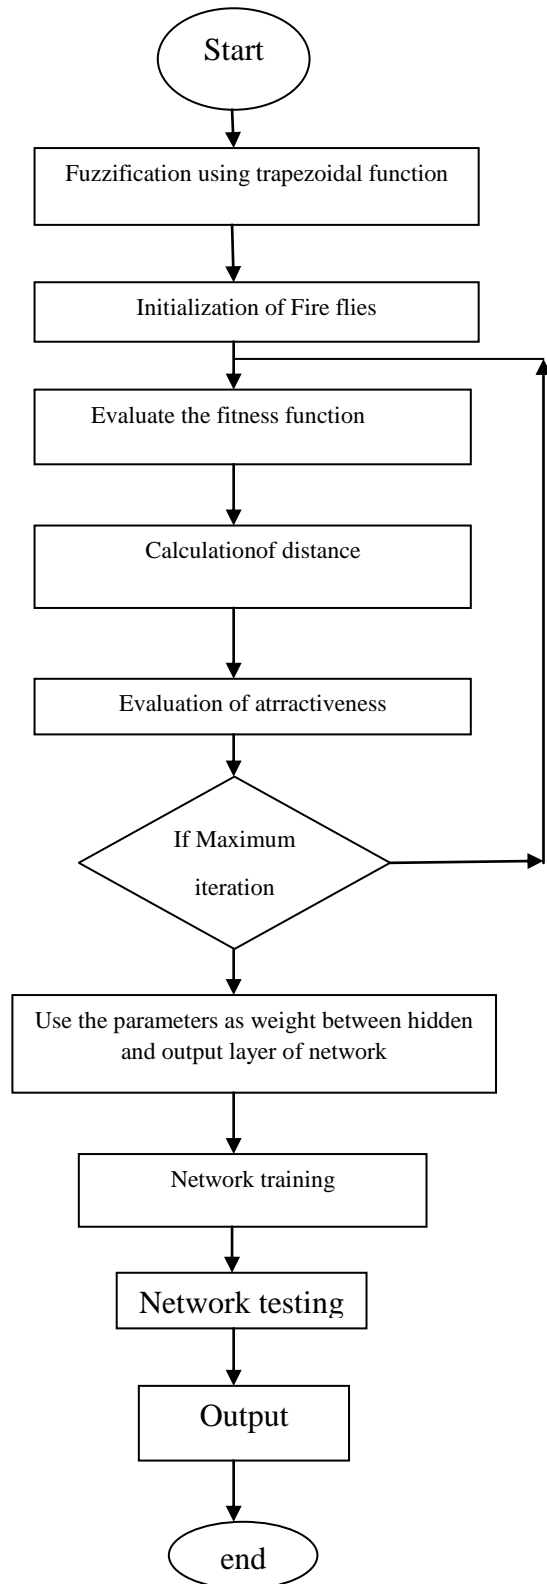 Start
Fuzzification using trapezoidal function
Initialization of Fire flies
Evaluate the fitness function
Calculationof distance
Evaluation of atrractiveness
If Maximum
iteration
Use the parameters as weight between hidden
and output layer of network
Network training
Network testing
Output
end